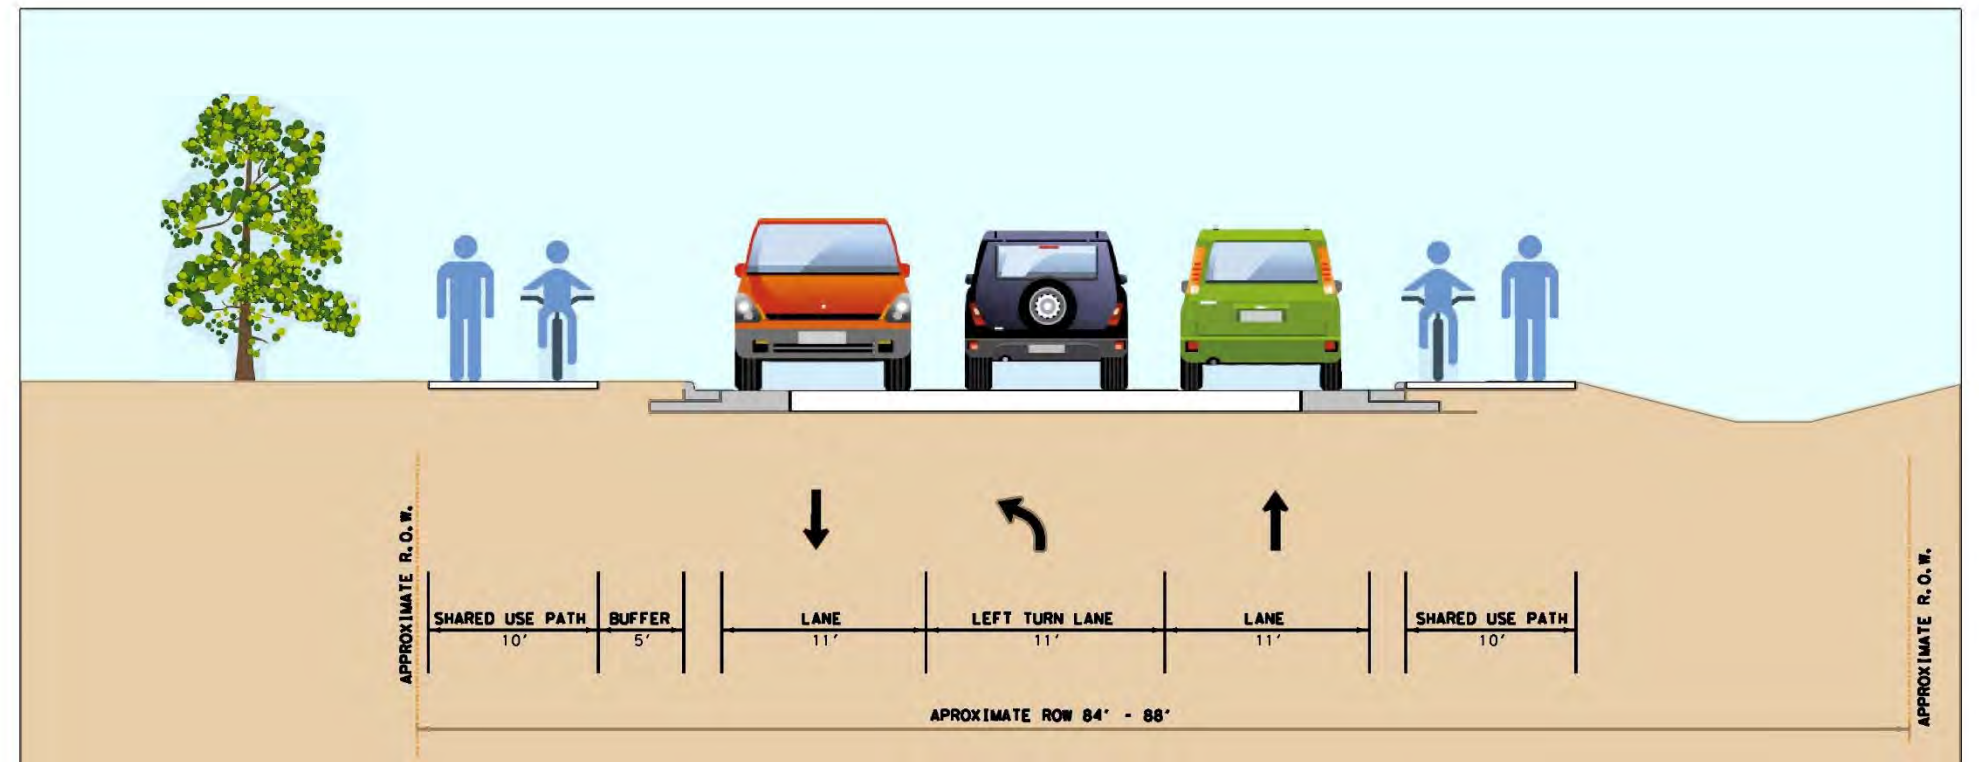 APPROXIMATE R.O.W.
SHARED USE PATH
10'
BUFFER
5'
LANE
11'
LEFT TURN LANE
11'
LANE
11'
SHARED USE PATH
10'
APPROXIMATE R.O.W.
APROXIMATE ROW 84' - 88'